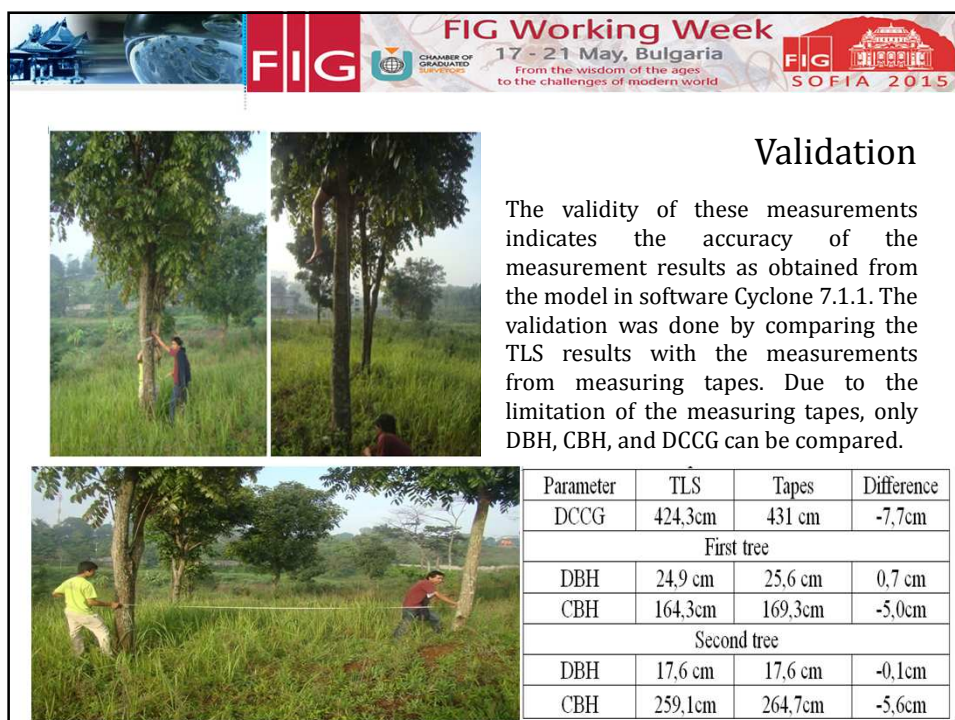 FIG
CHAMBER OF
GRADUATED
SURVEYORS
FIG Working Week
17 - 21 May, Bulgaria
From the wisdom of the ages
to the challenges of modern world
FIG
SOFIA 2015
Validation
The validity of these measurements
indicates the accuracy of the
measurement results as obtained from
the model in software Cyclone 7.1.1. The
validation was done by comparing the
TLS results with the measurements
from measuring tapes. Due to the
limitation of the measuring tapes, only
DBH, CBH, and DCCG can be compared.
Parameter TLS Tapes Difference
DCCG 424,3cm 431 cm -7,7cm
First tree
DBH 24,9 cm 25,6 cm 0,7 cm
CBH 164,3cm 169,3cm -5,0cm
Second tree
DBH 17,6 cm 17,6 cm -0,1cm
CBH 259,1cm 264,7cm -5,6cm